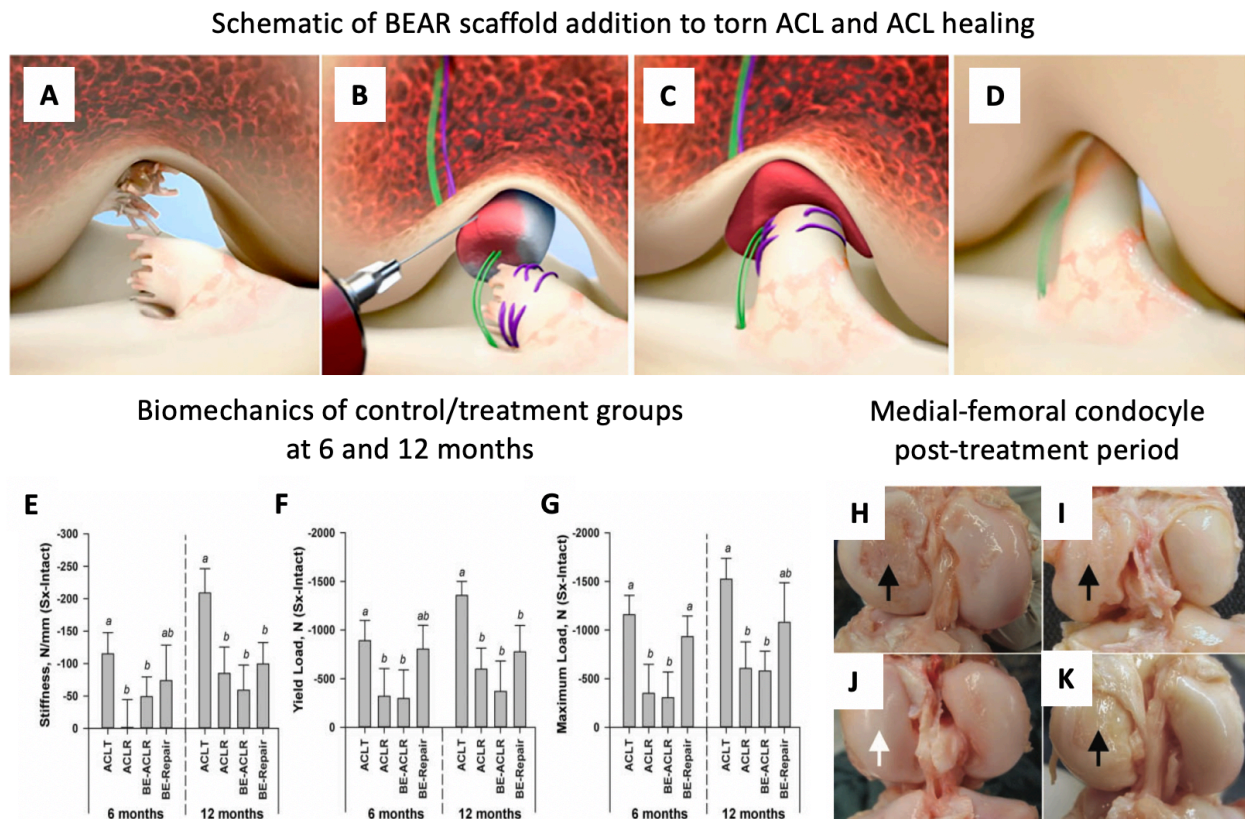 Schematic of BEAR scaffold addition to torn ACL and ACL healing
A
B
C
D
Biomechanics of control/treatment groups
at 6 and 12 months
Medial-femoral condocyle
post-treatment period
E
Stiffness, N/mm (Sx-Intact)
-300
-250
-200
-150
-100
-50
0
a
b
b
ab
a
b
b
b
ACLT
ACLR
BE-ACLR
BE-Repair
ACLT
ACLR
BE-ACLR
BE-Repair
6 months
12 months
F
Yield Load, N (Sx-Intact)
-2000
-1500
-1000
-500
0
a
b
b
ab
a
b
b
b
ACLT
ACLR
BE-ACLR
BE-Repair
ACLT
ACLR
BE-ACLR
BE-Repair
6 months
12 months
G
Maximum Load, N (Sx-Intact)
-2000
-1500
-1000
-500
0
a
b
b
a
a
b
b
ab
ACLT
ACLR
BE-ACLR
BE-Repair
ACLT
ACLR
BE-ACLR
BE-Repair
6 months
12 months
H
I
J
K